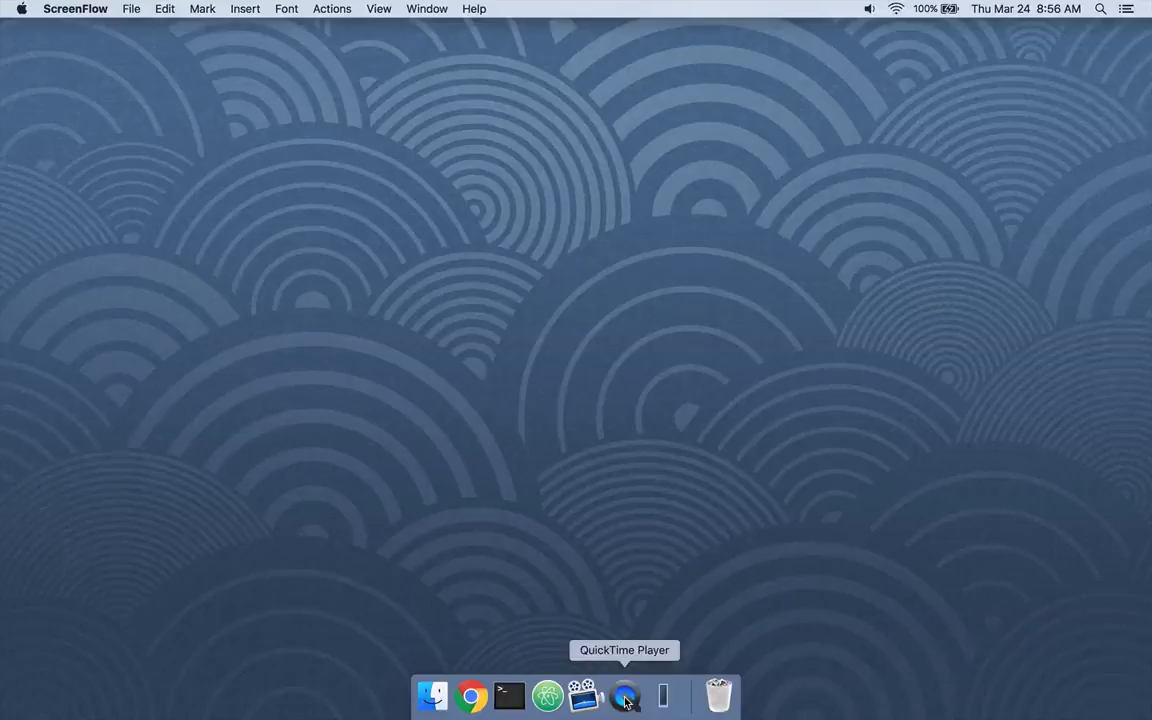 ScreenFlow File Edit Mark Insert Font Actions View Window Help 100% Thu Mar 24 8:56 AM
QuickTime Player
>_